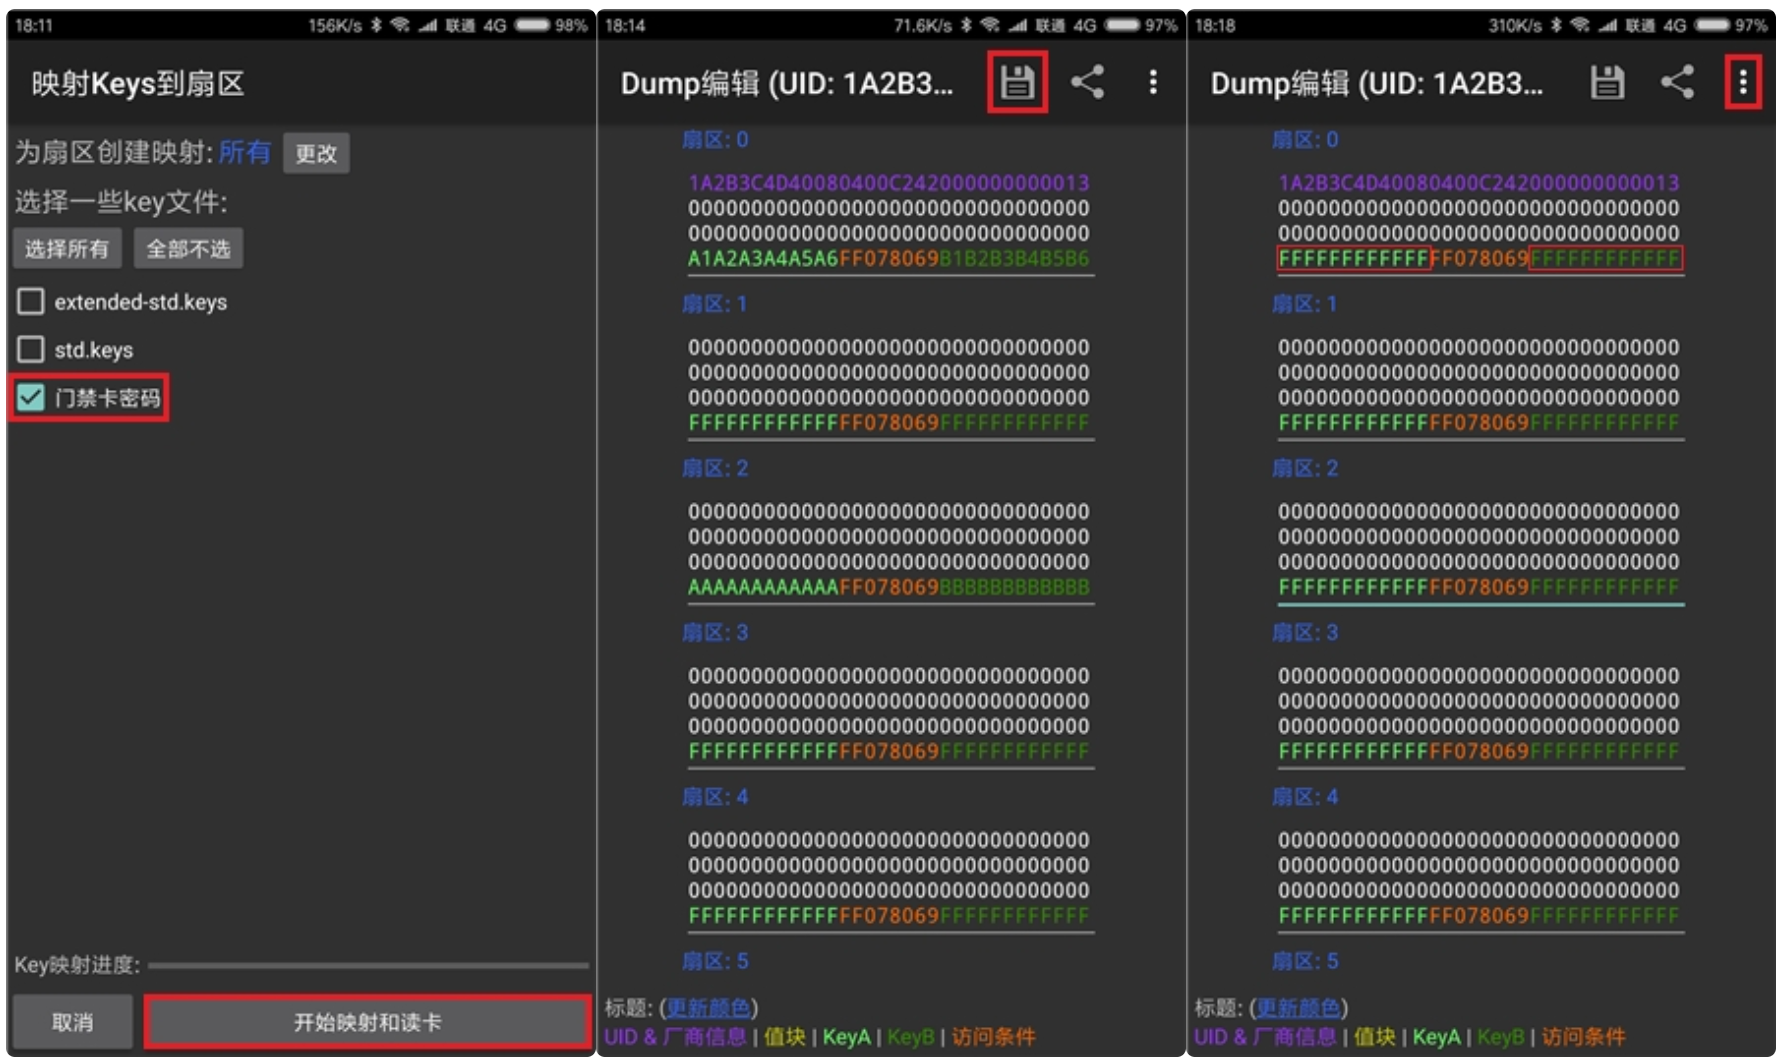 18:11 156K/s 联通 4G 98%
映射Keys到扇区
为扇区创建映射: 所有 更改
选择一些key文件:
选择所有 全部不选
extended-std.keys
std.keys
门禁卡密码
Key映射进度:
取消 开始映射和读卡
18:14 71.6K/s 联通 4G 97%
Dump编辑 (UID: 1A2B3...
扇区: 0
1A2B3C4D40080400C242000000000013
00000000000000000000000000000000
00000000000000000000000000000000
A1A2A3A4A5A6FF078069B1B2B3B4B5B6
扇区: 1
00000000000000000000000000000000
00000000000000000000000000000000
00000000000000000000000000000000
FFFFFFFFFFFFFF078069FFFFFFFFFFFF
扇区: 2
00000000000000000000000000000000
00000000000000000000000000000000
00000000000000000000000000000000
AAAAAAAAAAAAFF078069BBBBBBBBBBBB
扇区: 3
00000000000000000000000000000000
00000000000000000000000000000000
00000000000000000000000000000000
FFFFFFFFFFFFFF078069FFFFFFFFFFFF
扇区: 4
00000000000000000000000000000000
00000000000000000000000000000000
00000000000000000000000000000000
FFFFFFFFFFFFFF078069FFFFFFFFFFFF
扇区: 5
标题: (更新颜色)
UID & 厂商信息 | 值块 | KeyA | KeyB | 访问条件
18:18 310K/s 联通 4G 97%
Dump编辑 (UID: 1A2B3...
扇区: 0
1A2B3C4D40080400C242000000000013
00000000000000000000000000000000
00000000000000000000000000000000
FFFFFFFFFFFFFF078069FFFFFFFFFFFF
扇区: 1
00000000000000000000000000000000
00000000000000000000000000000000
00000000000000000000000000000000
FFFFFFFFFFFFFF078069FFFFFFFFFFFF
扇区: 2
00000000000000000000000000000000
00000000000000000000000000000000
00000000000000000000000000000000
FFFFFFFFFFFFFF078069FFFFFFFFFFFF
扇区: 3
00000000000000000000000000000000
00000000000000000000000000000000
00000000000000000000000000000000
FFFFFFFFFFFFFF078069FFFFFFFFFFFF
扇区: 4
00000000000000000000000000000000
00000000000000000000000000000000
00000000000000000000000000000000
FFFFFFFFFFFFFF078069FFFFFFFFFFFF
扇区: 5
标题: (更新颜色)
UID & 厂商信息 | 值块 | KeyA | KeyB | 访问条件